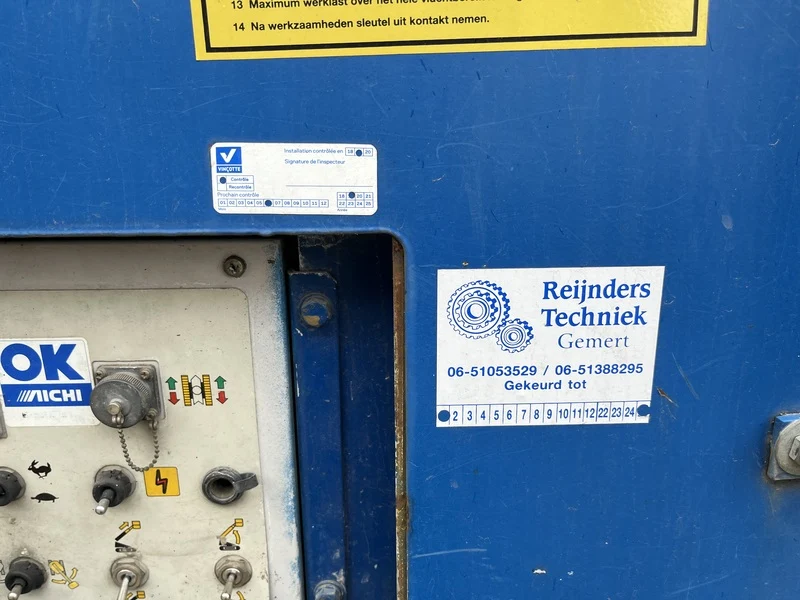 13 Maximum werklast over het hele
14 Na werkzaamheden sleutel uit kontakt nemen.
VINÇOTTE
Installation contrôlée en 18 20
Signature de l'inspecteur
Contrôle
Recontrôle
Prochain contrôle
01 02 03 04 05 07 08 09 10 11 12
18 20 21
22 23 24 25
Mois
Année
Reijnders
Techniek
Gemert
06-51053529 / 06-51388295
Gekeurd tot
2 3 4 5 6 7 8 9 10 11 12 22 23 24
OK
AICHI